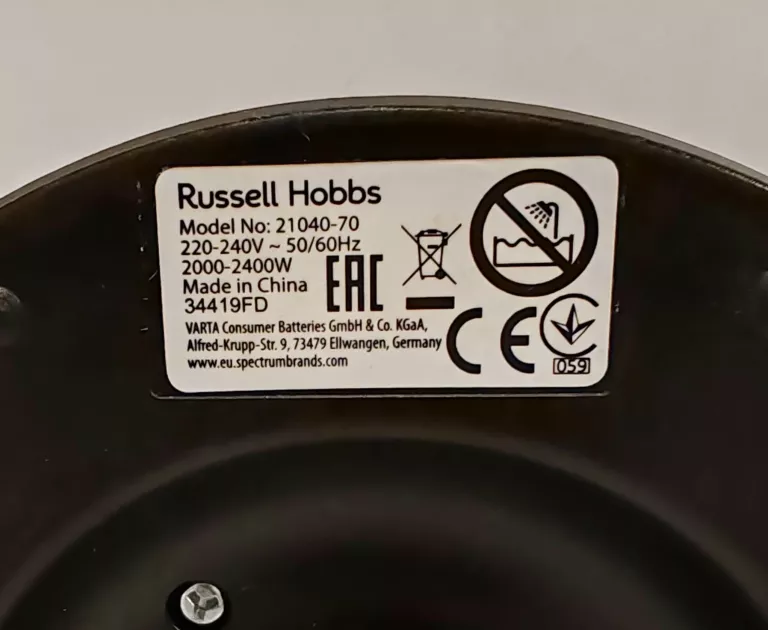 Russell Hobbs
Model No: 21040-70
220-240V ~ 50/60Hz
2000-2400W
Made in China
34419FD
EAC
VARTA Consumer Batteries GmbH & Co. KGaA,
Alfred-Krupp-Str. 9, 73479 Ellwangen, Germany
www.eu.spectrumbrands.com
CE
059